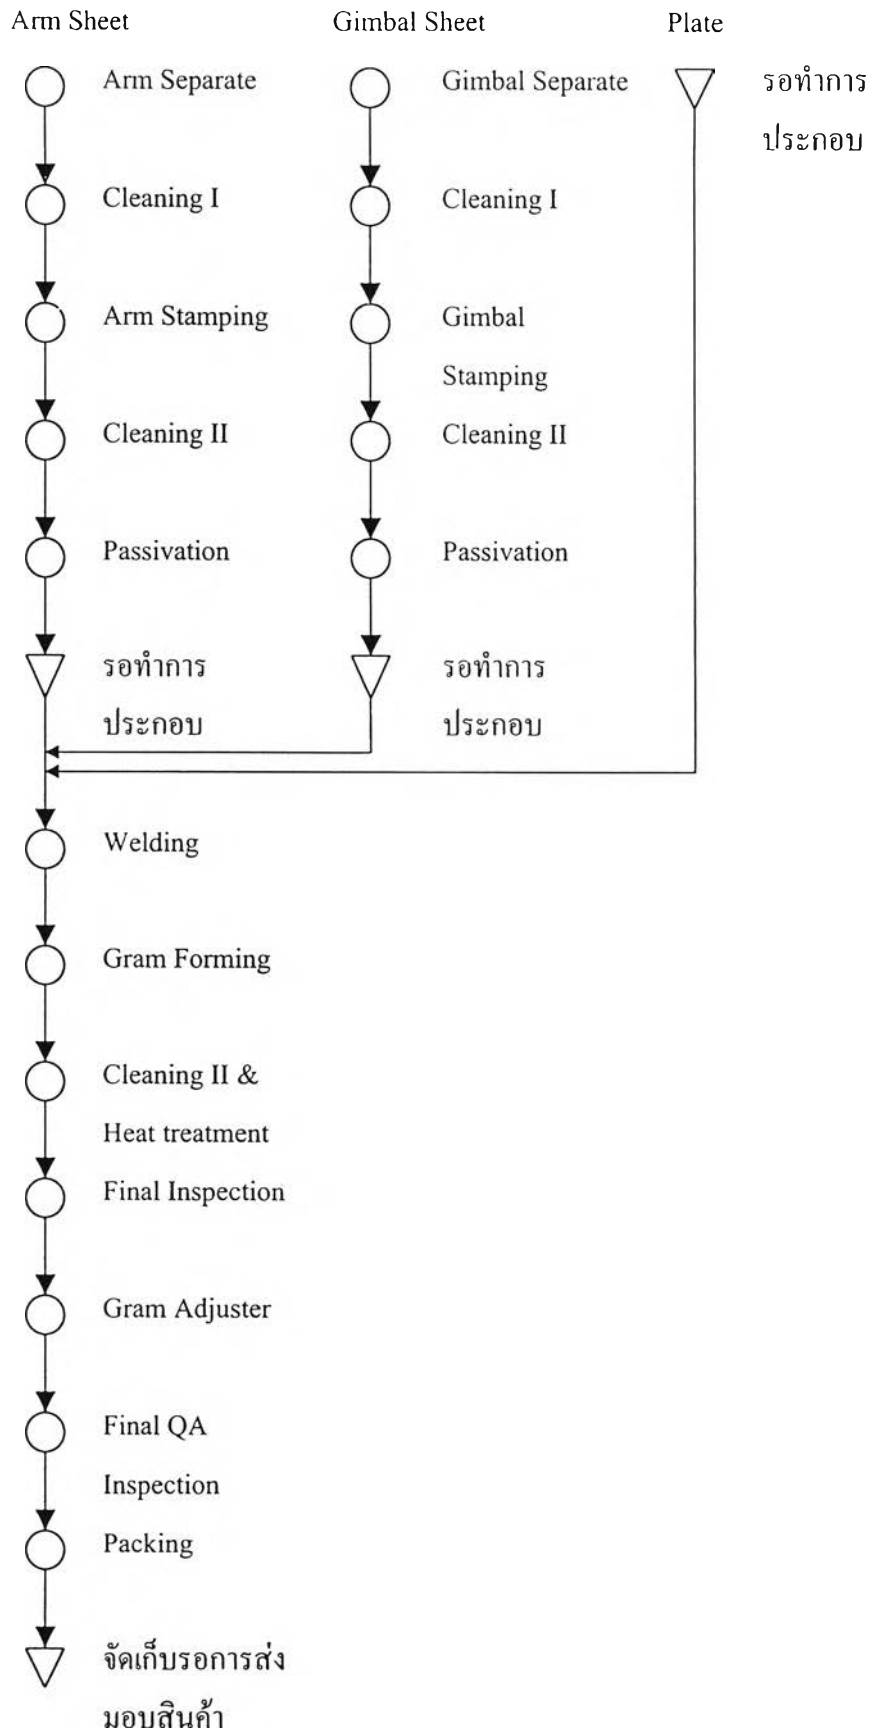 Arm Sheet
Gimbal Sheet
Plate
Arm Separate
Gimbal Separate
รอทำการ
ประกอบ
Cleaning I
Cleaning I
Arm Stamping
Gimbal
Stamping
Cleaning II
Cleaning II
Passivation
Passivation
รอทำการ
ประกอบ
รอทำการ
ประกอบ
Welding
Gram Forming
Cleaning II &
Heat treatment
Final Inspection
Gram Adjuster
Final QA
Inspection
Packing
จัดเก็บรอการส่ง
มอบสินค้า